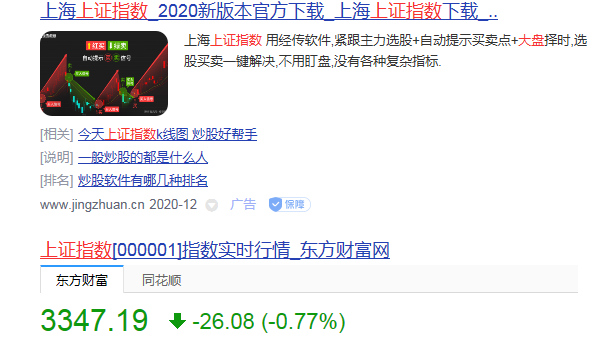 上海上证指数_2020新版本官方下载_上海上证指数下载_..
上海上证指数 用经传软件,紧跟主力选股+自动提示买卖点+大盘择时,选
股买卖一键解决,不用盯盘,没有各种复杂指标.
红买 绿卖
自动提示 买 卖 信号
[相关] 今天上证指数k线图 炒股好帮手
[说明] 一般炒股的都是什么人
[排名] 炒股软件有哪几种排名
www.jingzhuan.cn 2020-12 广告 保障
上证指数[000001]指数实时行情_东方财富网
东方财富 同花顺
3347.19 -26.08 (-0.77%)